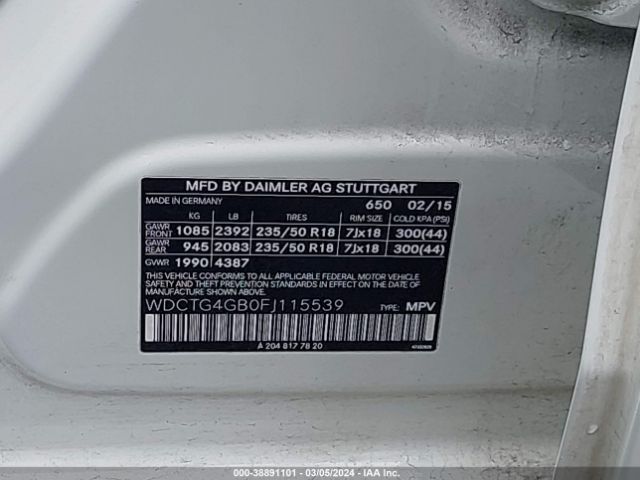 MFD BY DAIMLER AG STUTTGART
MADE IN GERMANY 650 02/15
KG LB TIRES RIM SIZE COLD KPA (PSI)
GAWR FRONT 1085 2392 235/50 R18 7Jx18 300(44)
GAWR REAR 945 2083 235/50 R18 7Jx18 300(44)
GVWR 1990 4387
THIS VEHICLE CONFORMS TO ALL APPLICABLE FEDERAL MOTOR VEHICLE
SAFETY, BUMPER, AND THEFT PREVENTION STANDARDS IN EFFECT
ON THE DATE OF MANUFACTURE SHOWN ABOVE.
WDCTG4GB0FJ115539 TYPE: MPV
A 204 817 78 20
000-38891101 - 03/05/2024 - IAA Inc.